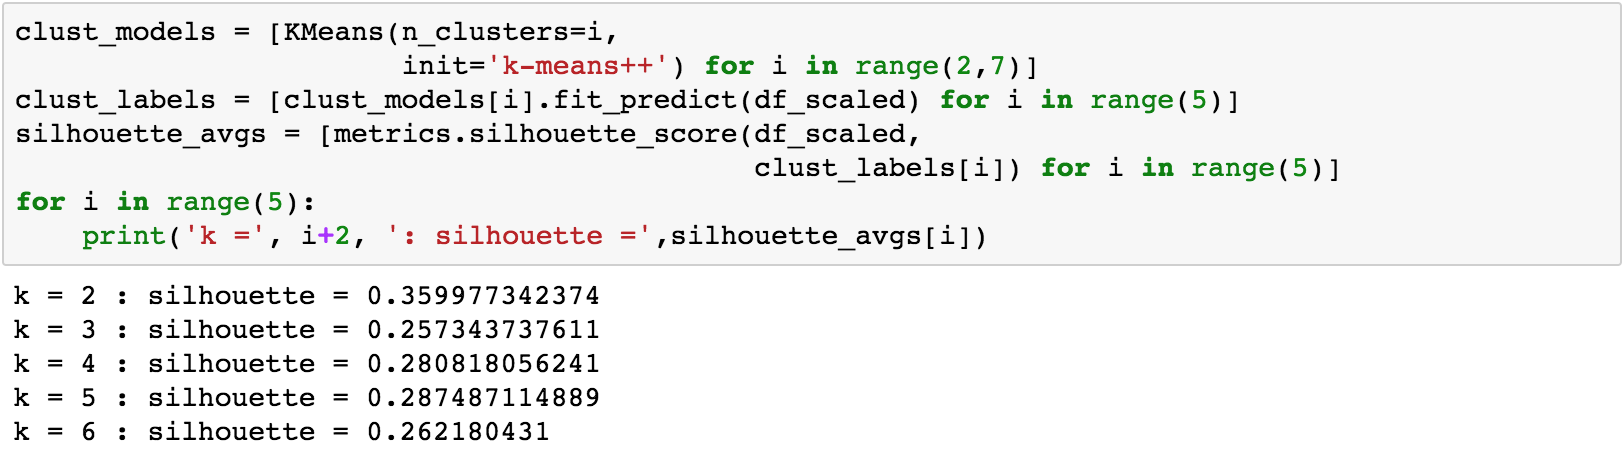 clust_models = [KMeans(n_clusters=i,
                       init='k-means++') for i in range(2,7)]
clust_labels = [clust_models[i].fit_predict(df_scaled) for i in range(5)]
silhouette_avgs = [metrics.silhouette_score(df_scaled,
                                            clust_labels[i]) for i in range(5)]
for i in range(5):
    print('k =', i+2, ': silhouette =',silhouette_avgs[i])
k = 2 : silhouette = 0.359977342374
k = 3 : silhouette = 0.257343737611
k = 4 : silhouette = 0.280818056241
k = 5 : silhouette = 0.287487114889
k = 6 : silhouette = 0.262180431